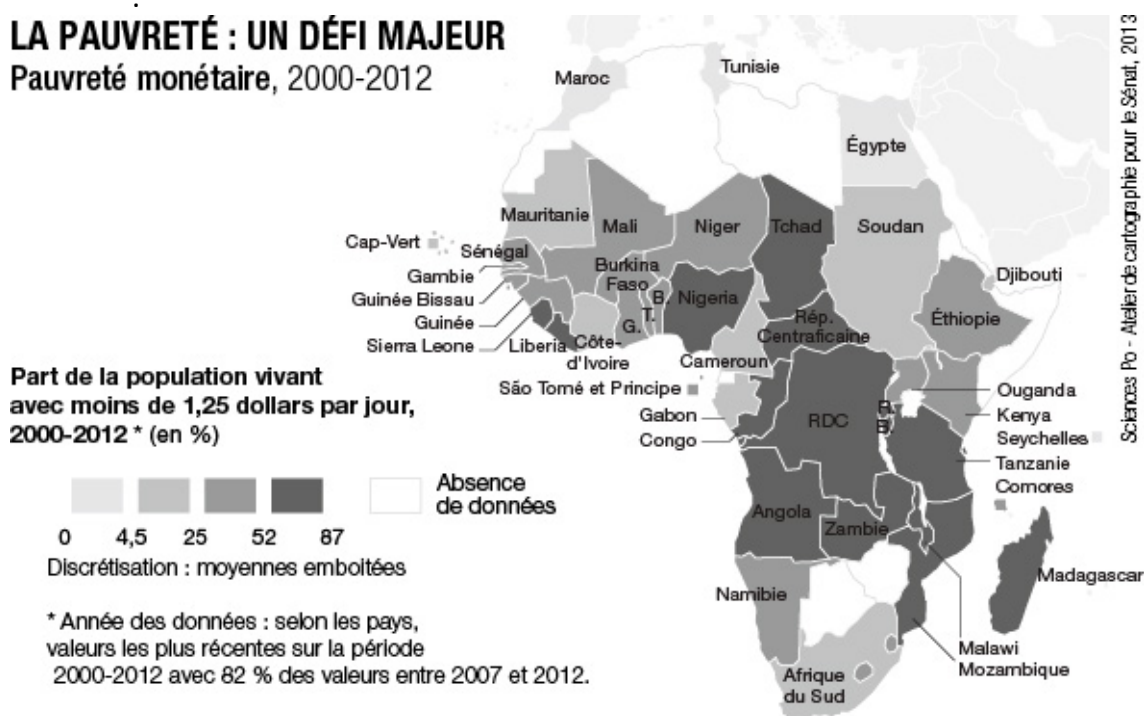 LA PAUVRETÉ : UN DÉFI MAJEUR
Pauvreté monétaire, 2000-2012
Maroc
Tunisie
Égypte
Mauritanie
Mali
Niger
Tchad
Soudan
Cap-Vert
Sénégal
Gambie
Guinée Bissau
Guinée
Sierra Leone
Liberia
Côte-
d'Ivoire
Burkina
Faso
G.
T.
B.
Nigeria
Cameroun
Rép.
Centraficaine
Djibouti
Éthiopie
São Tomé et Principe
Gabon
Congo
RDC
R.
B.
Ouganda
Kenya
Seychelles
Tanzanie
Comores
Angola
Zambie
Namibie
Madagascar
Malawi
Mozambique
Afrique
du Sud
Part de la population vivant
avec moins de 1,25 dollars par jour,
2000-2012 * (en %)
0 4,5 25 52 87
Absence
de données
Discrétisation : moyennes emboitées
* Année des données : selon les pays,
valeurs les plus récentes sur la période
2000-2012 avec 82 % des valeurs entre 2007 et 2012.
Sciences Po - Atelier de cartographie pour le Sénat, 2013